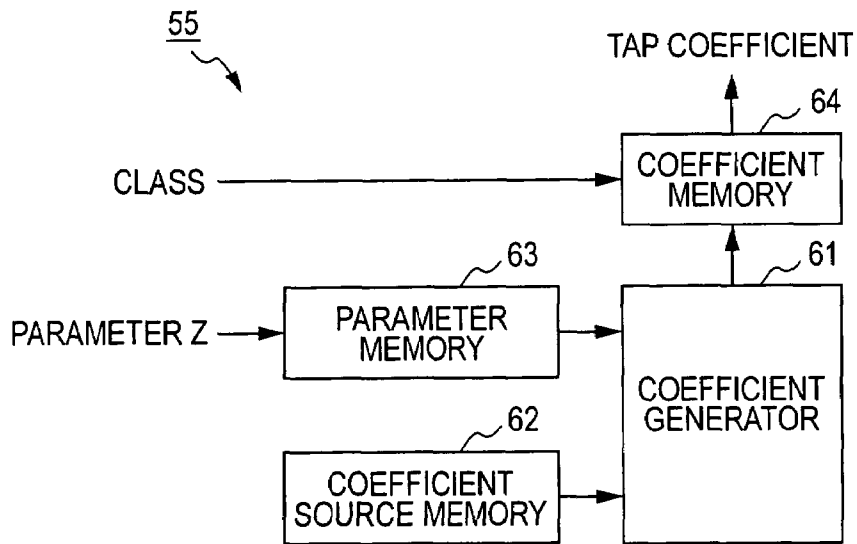 55
TAP COEFFICIENT
64
CLASS
COEFFICIENT
MEMORY
63
61
PARAMETER Z
PARAMETER
MEMORY
COEFFICIENT
GENERATOR
62
COEFFICIENT
SOURCE MEMORY